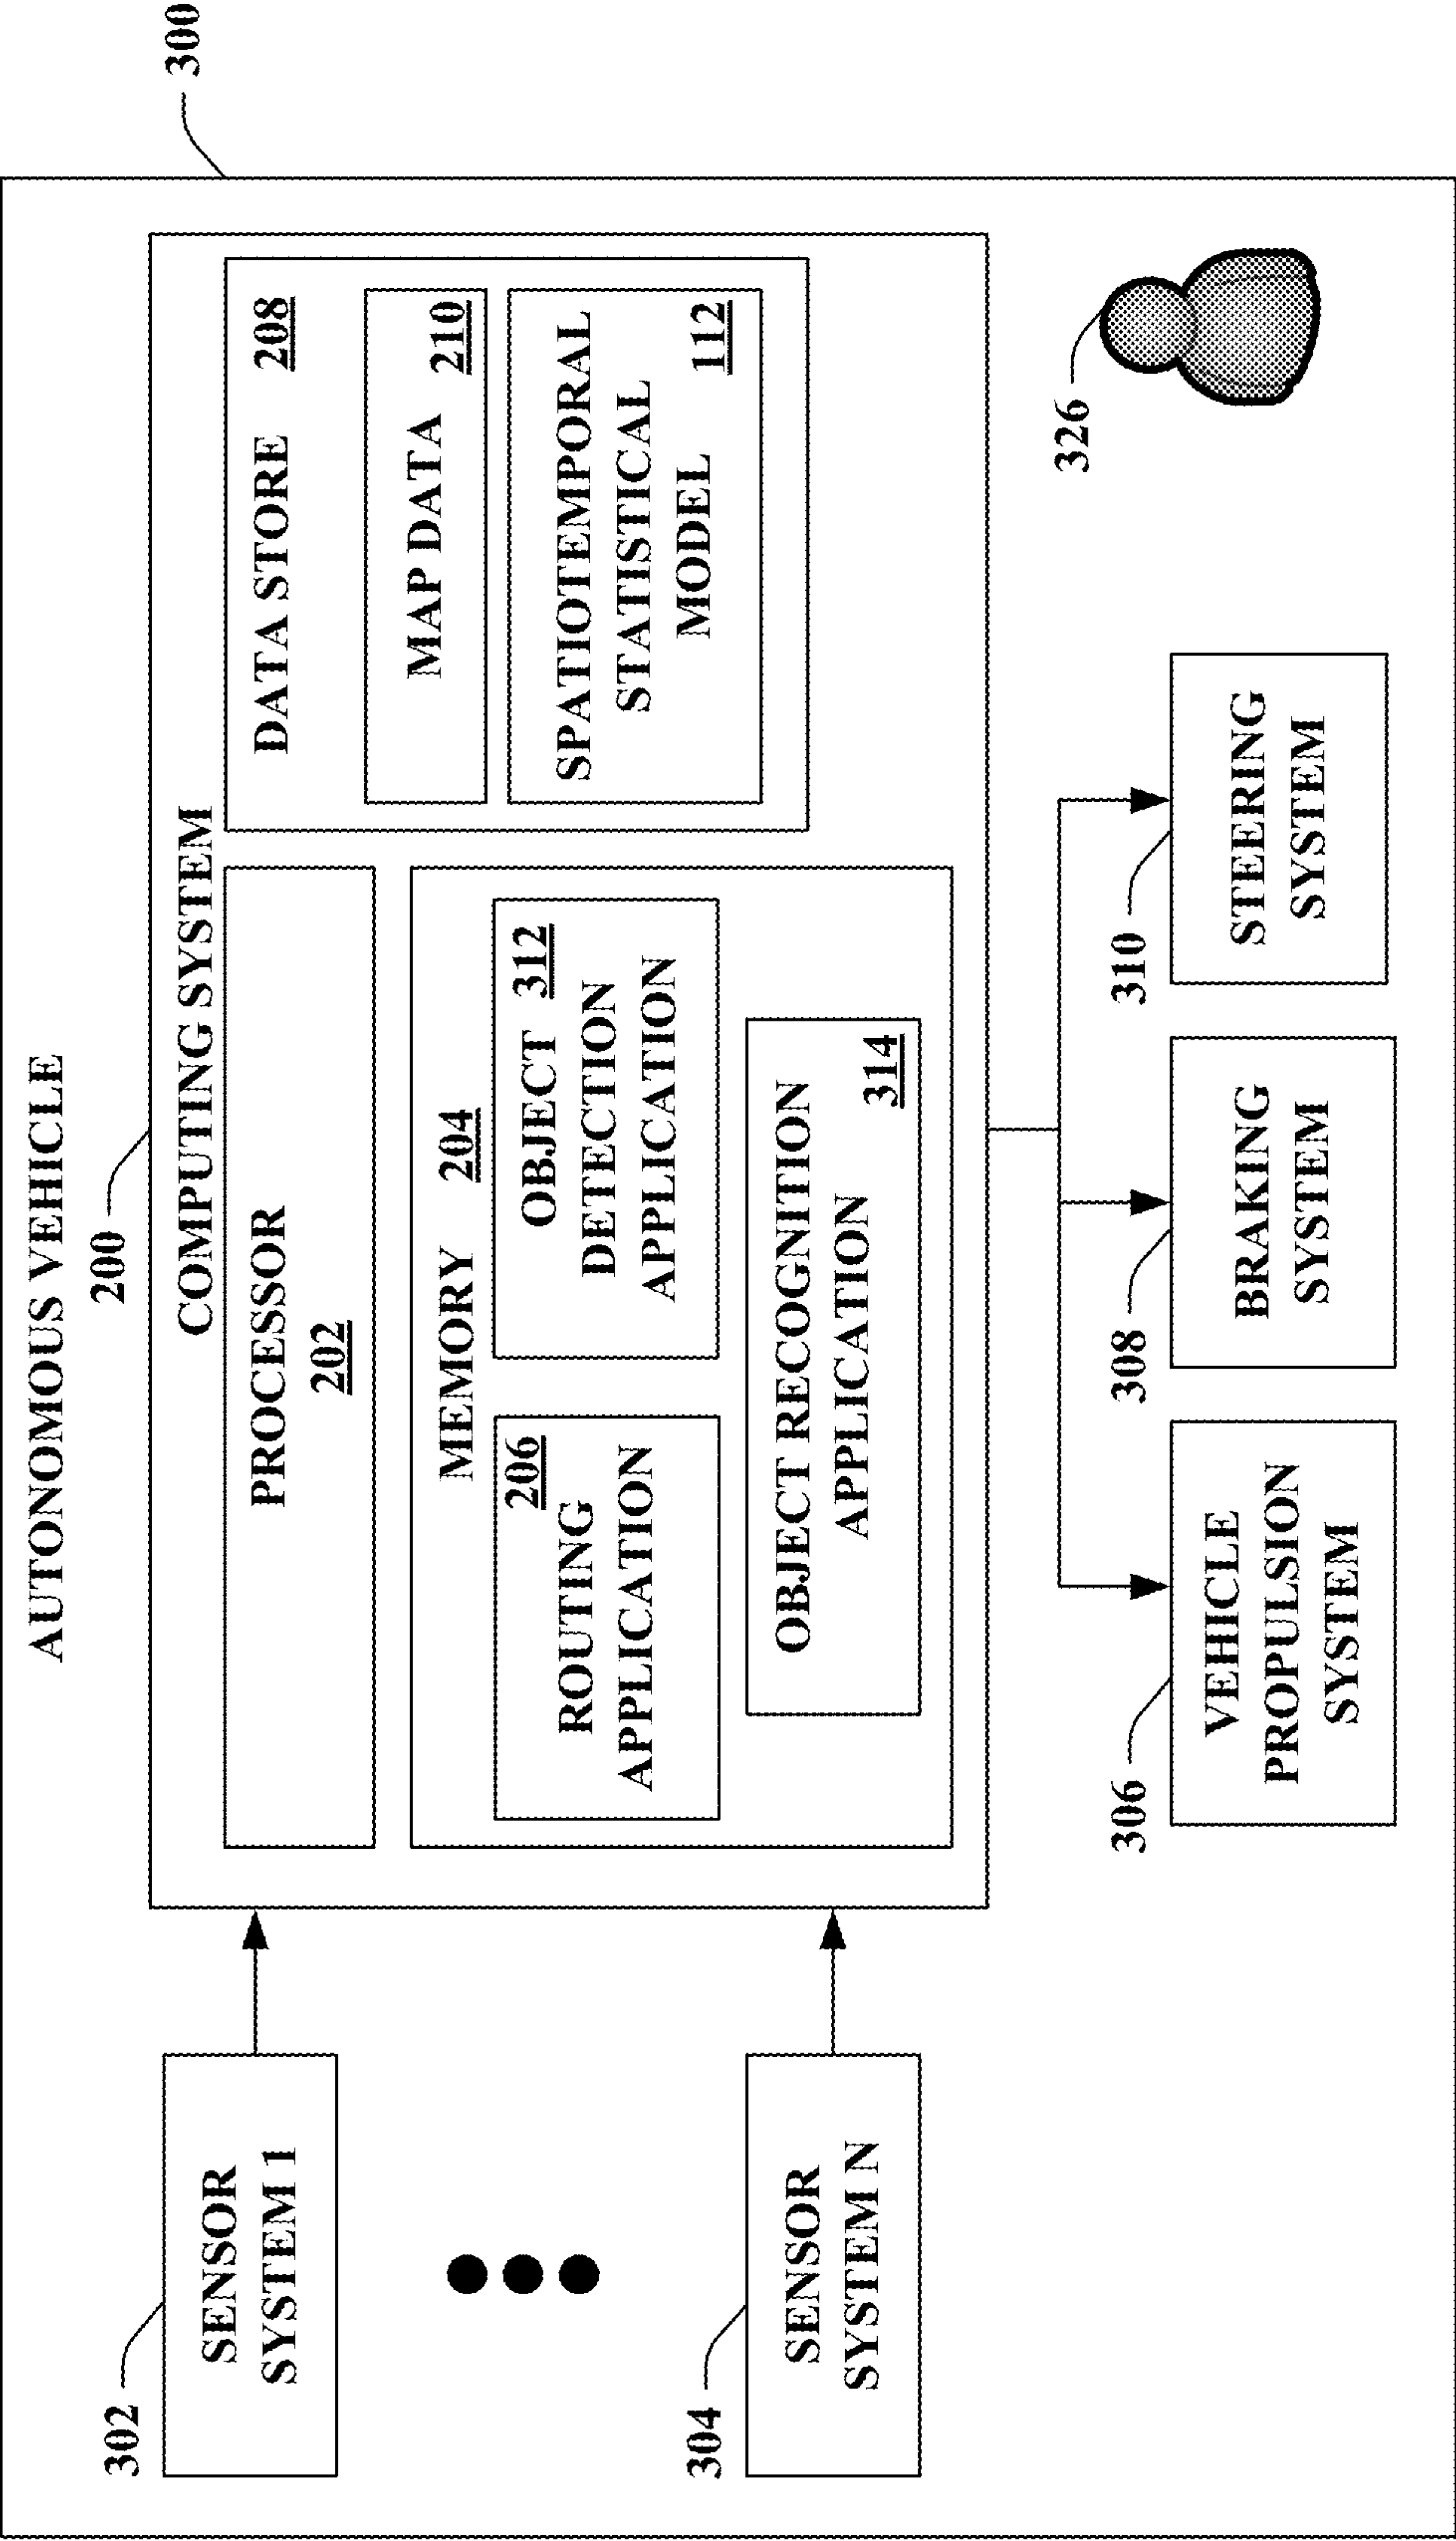 300
AUTONOMOUS VEHICLE
200
COMPUTING SYSTEM
302
SENSOR
SYSTEM 1
304
SENSOR
SYSTEM N
PROCESSOR
202
MEMORY 204
206
ROUTING
APPLICATION
OBJECT 312
DETECTION
APPLICATION
OBJECT RECOGNITION
APPLICATION 314
DATA STORE 208
MAP DATA 210
SPATIOTEMPORAL
STATISTICAL
MODEL 112
306
VEHICLE
PROPULSION
SYSTEM
308
BRAKING
SYSTEM
310
STEERING
SYSTEM
326